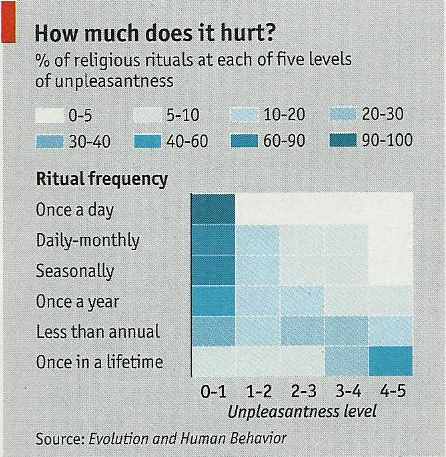 How much does it hurt?
% of religious rituals at each of five levels
of unpleasantness
0-5 5-10 10-20 20-30
30-40 40-60 60-90 90-100
Ritual frequency
Once a day
Daily-monthly
Seasonally
Once a year
Less than annual
Once in a lifetime
0-1 1-2 2-3 3-4 4-5
Unpleasantness level
Source: Evolution and Human Behavior